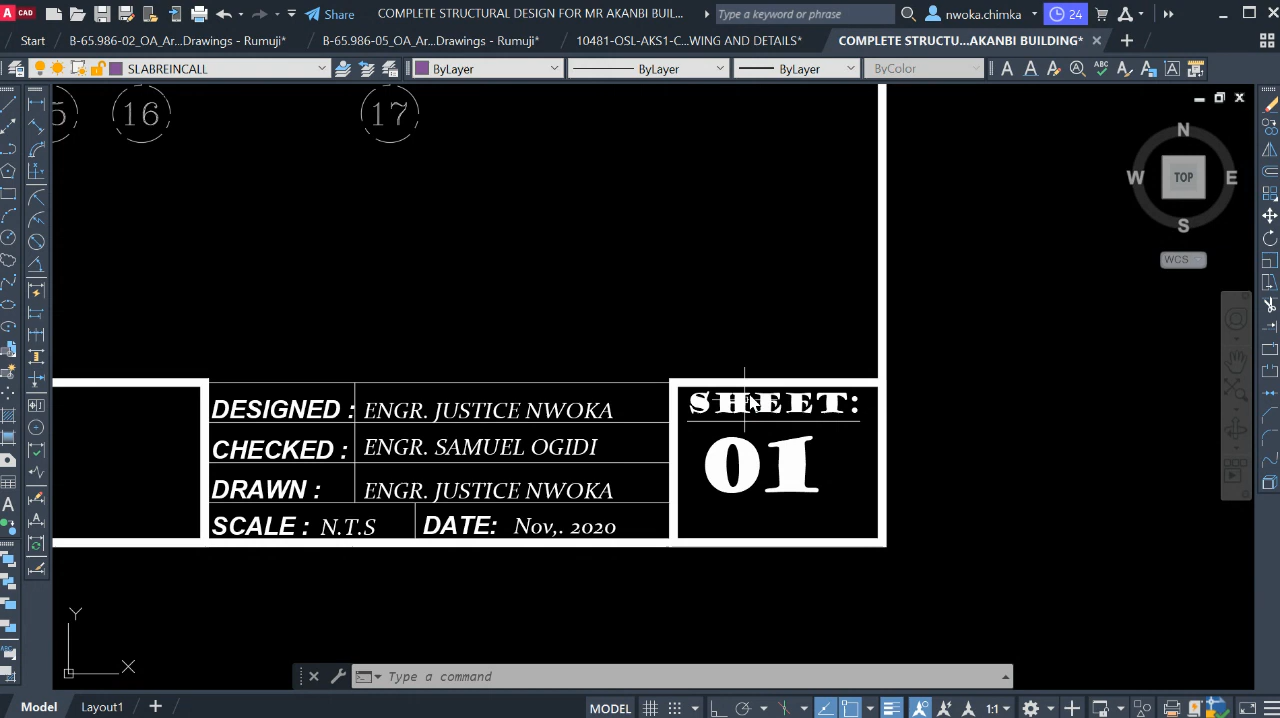 CAD Share COMPLETE STRUCTURAL DESIGN FOR MR AKANBI BUIL... Type a keyword or phrase nwoka.chimka 24
Start B-65.986-02_OA_Ar...Drawings - Rumuji* B-65.986-05_OA_Ar...Drawings - Rumuji* 10481-OSL-AKS1-C...WING AND DETAILS* COMPLETE STRUCTU...AKANBI BUILDING*
SLABREINCALL ByLayer ByLayer ByLayer ByColor
5 16 17
N
W TOP E
S
WCS
DESIGNED : ENGR. JUSTICE NWOKA
CHECKED : ENGR. SAMUEL OGIDI
DRAWN : ENGR. JUSTICE NWOKA
SCALE : N.T.S DATE: Nov,. 2020
SHEET:
01
Y
X
Type a command
Model Layout1 MODEL 1:1